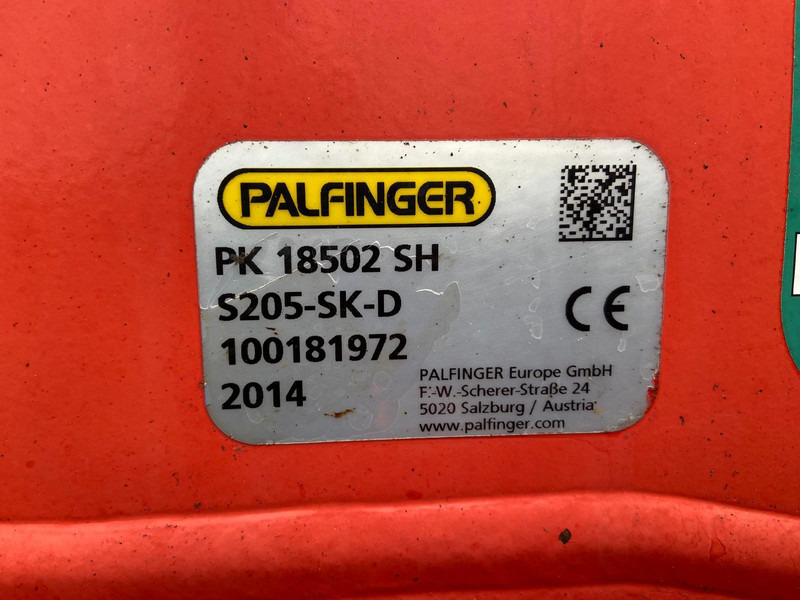 PALFINGER
PK 18502 SH
S205-SK-D
100181972
2014
CE
PALFINGER Europe GmbH
F.-W.-Scherer-Straße 24
5020 Salzburg / Austria
www.palfinger.com